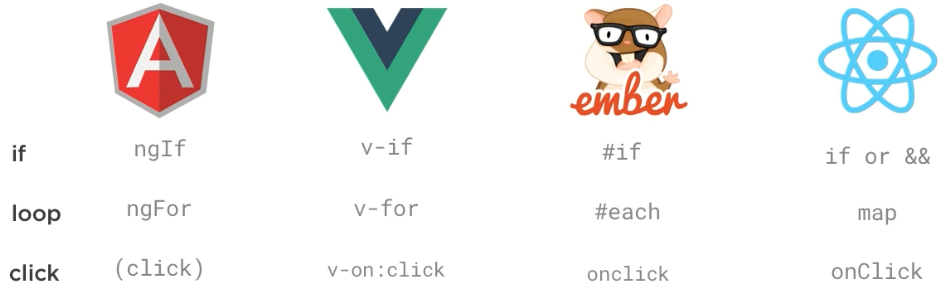 A
ember
if ngIf v-if #if if or &&
loop ngFor v-for #each map
click (click) v-on:click onclick onClick